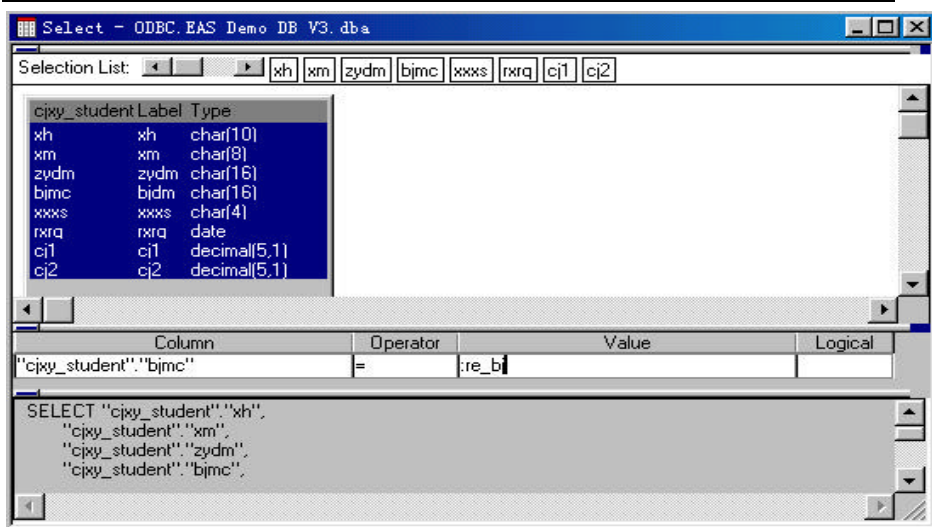 Select - ODBC.EAS Demo DB V3.dba
Selection List: xh xm zydm bjmc xxxs rxrq cj1 cj2
cjxy_student Label Type
xh xh char(10)
xm xm char(8)
zydm zydm char(16)
bjmc bjdm char(16)
xxxs xxxs char(4)
rxrq rxrq date
cj1 cj1 decimal(5,1)
cj2 cj2 decimal(5,1)
Column Operator Value Logical
"cjxy_student"."bjmc" = :re_bj
SELECT "cjxy_student"."xh",
"cjxy_student"."xm",
"cjxy_student"."zydm",
"cjxy_student"."bjmc",